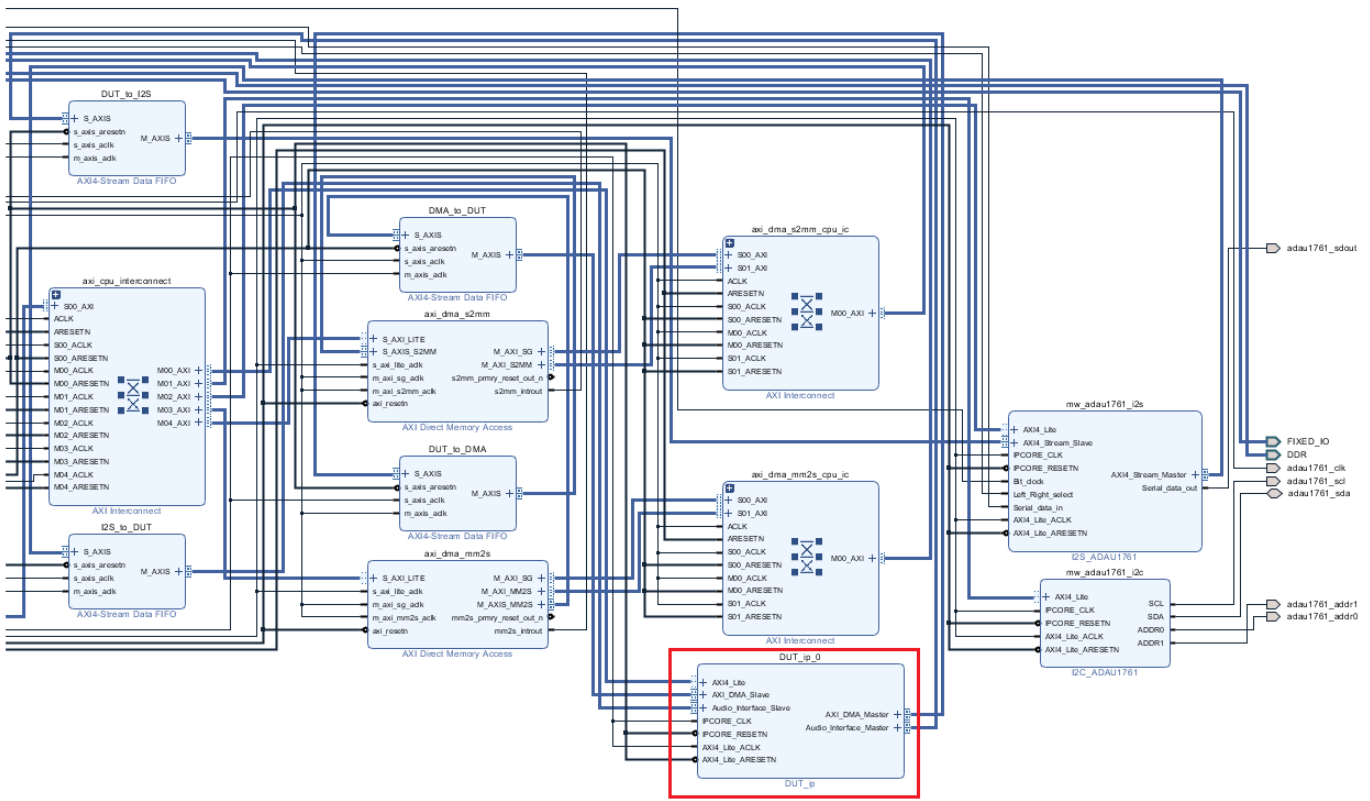 DUT_to_I2S
S_AXIS
s_axis_aresetn
s_axis_aclk
m_axis_aclk
M_AXIS
AXI4-Stream Data FIFO
DMA_to_DUT
S_AXIS
s_axis_aresetn
s_axis_aclk
m_axis_aclk
M_AXIS
AXI4-Stream Data FIFO
axi_dma_s2mm_cpu_ic
S00_AXI
S01_AXI
ACLK
ARESETN
S00_ACLK
S00_ARESETN
M00_ACLK
M00_ARESETN
S01_ACLK
S01_ARESETN
M00_AXI
AXI Interconnect
adau1761_sdout
axi_cpu_interconnect
S00_AXI
ACLK
ARESETN
S00_ACLK
S00_ARESETN
M00_ACLK
M00_ARESETN
M01_ACLK
M01_ARESETN
M02_ACLK
M02_ARESETN
M03_ACLK
M03_ARESETN
M04_ACLK
M04_ARESETN
M00_AXI
M01_AXI
M02_AXI
M03_AXI
M04_AXI
AXI Interconnect
axi_dma_s2mm
S_AXI_LITE
S_AXIS_S2MM
s_axi_lite_aclk
m_axi_sg_aclk
m_axi_s2mm_aclk
axi_resetn
M_AXI_SG
M_AXI_S2MM
s2mm_prmry_reset_out_n
s2mm_introut
AXI Direct Memory Access
DUT_to_DMA
S_AXIS
s_axis_aresetn
s_axis_aclk
m_axis_aclk
M_AXIS
AXI4-Stream Data FIFO
mw_adau1761_i2s
AXI4_Lite
AXI4_Stream_Slave
IPCORE_CLK
IPCORE_RESETN
Bit_clock
Left_Right_select
Serial_data_in
AXI4_Lite_ACLK
AXI4_Lite_ARESETN
AXI4_Stream_Master
Serial_data_out
I2S_ADAU1761
FIXED_IO
DDR
adau1761_clk
adau1761_scl
adau1761_sda
axi_dma_mm2s_cpu_ic
S00_AXI
S01_AXI
ACLK
ARESETN
S00_ACLK
S00_ARESETN
M00_ACLK
M00_ARESETN
S01_ACLK
S01_ARESETN
M00_AXI
AXI Interconnect
I2S_to_DUT
S_AXIS
s_axis_aresetn
s_axis_aclk
m_axis_aclk
M_AXIS
AXI4-Stream Data FIFO
axi_dma_mm2s
S_AXI_LITE
s_axi_lite_aclk
m_axi_sg_aclk
m_axi_mm2s_aclk
axi_resetn
M_AXI_SG
M_AXI_MM2S
M_AXIS_MM2S
mm2s_prmry_reset_out_n
mm2s_introut
AXI Direct Memory Access
mw_adau1761_i2c
AXI4_Lite
IPCORE_CLK
IPCORE_RESETN
AXI4_Lite_ACLK
AXI4_Lite_ARESETN
SCL
SDA
ADDR0
ADDR1
I2C_ADAU1761
adau1761_addr1
adau1761_addr0
DUT_ip_0
AXI4_Lite
AXI_DMA_Slave
Audio_Interface_Slave
IPCORE_CLK
IPCORE_RESETN
AXI4_Lite_ACLK
AXI4_Lite_ARESETN
AXI_DMA_Master
Audio_Interface_Master
DUT_ip